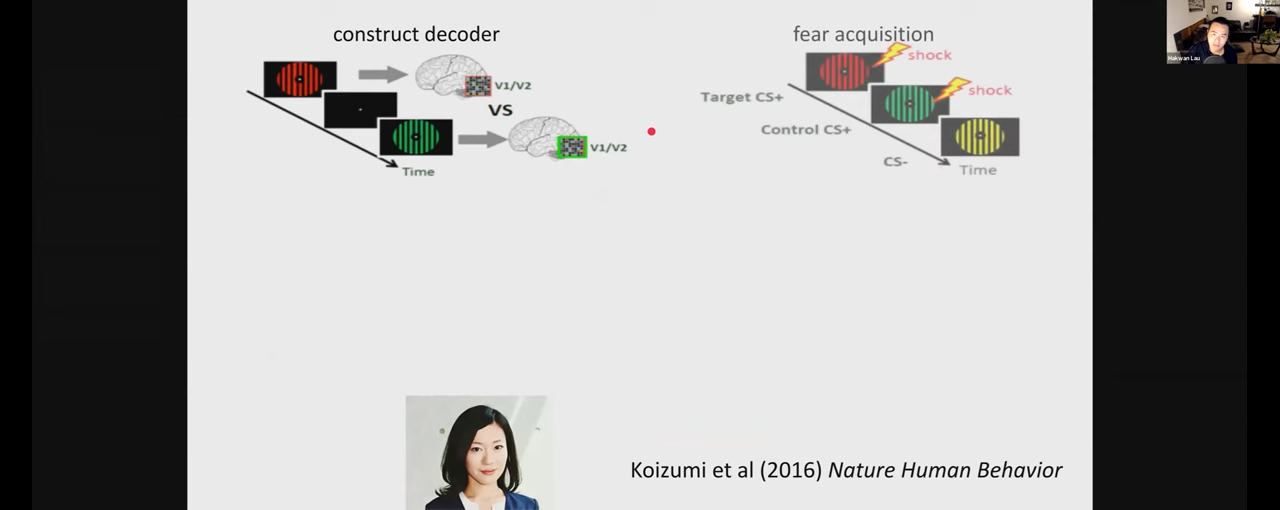 construct decoder
V1/V2
VS
V1/V2
Time
fear acquisition
shock
shock
Target CS+
Control CS+
CS-
Time
Hakwan Lau
Koizumi et al (2016) Nature Human Behavior